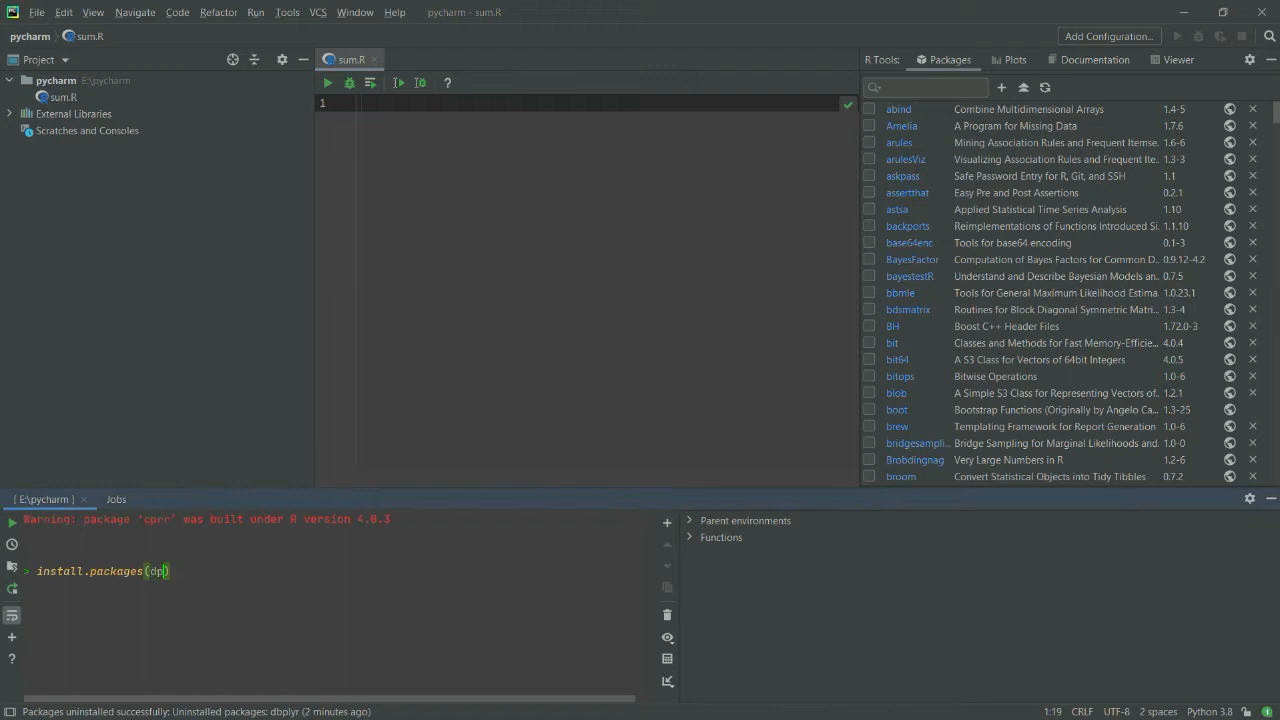 File Edit View Navigate Code Refactor Run Tools VCS Window Help pycharm - sum.R
pycharm sum.R Add Configuration...
Project
pycharm E:\pycharm
sum.R
External Libraries
Scratches and Consoles
sum.R
1
R Tools: Packages Plots Documentation Viewer
abind Combine Multidimensional Arrays 1.4-5
Amelia A Program for Missing Data 1.7.6
arules Mining Association Rules and Frequent Itemse.. 1.6-6
arulesViz Visualizing Association Rules and Frequent Ite.. 1.3-3
askpass Safe Password Entry for R, Git, and SSH 1.1
assertthat Easy Pre and Post Assertions 0.2.1
astsa Applied Statistical Time Series Analysis 1.10
backports Reimplementations of Functions Introduced Si.. 1.1.10
base64enc Tools for base64 encoding 0.1-3
BayesFactor Computation of Bayes Factors for Common D.. 0.9.12-4.2
bayestestR Understand and Describe Bayesian Models an.. 0.7.5
bbmle Tools for General Maximum Likelihood Estima.. 1.0.23.1
bdsmatrix Routines for Block Diagonal Symmetric Matri.. 1.3-4
BH Boost C++ Header Files 1.72.0-3
bit Classes and Methods for Fast Memory-Efficie.. 4.0.4
bit64 A S3 Class for Vectors of 64bit Integers 4.0.5
bitops Bitwise Operations 1.0-6
blob A Simple S3 Class for Representing Vectors of.. 1.2.1
boot Bootstrap Functions (Originally by Angelo Ca... 1.3-25
brew Templating Framework for Report Generation 1.0-6
bridgesampli... Bridge Sampling for Marginal Likelihoods and.. 1.0-0
Brobdingnag Very Large Numbers in R 1.2-6
broom Convert Statistical Objects into Tidy Tibbles 0.7.2
[ E:\pycharm ] Jobs
Warning: package 'cprr' was built under R version 4.0.3
> install.packages(dp)
Parent environments
Functions
Packages uninstalled successfully: Uninstalled packages: dbplyr (2 minutes ago) 1:19 CRLF UTF-8 2 spaces Python 3.8